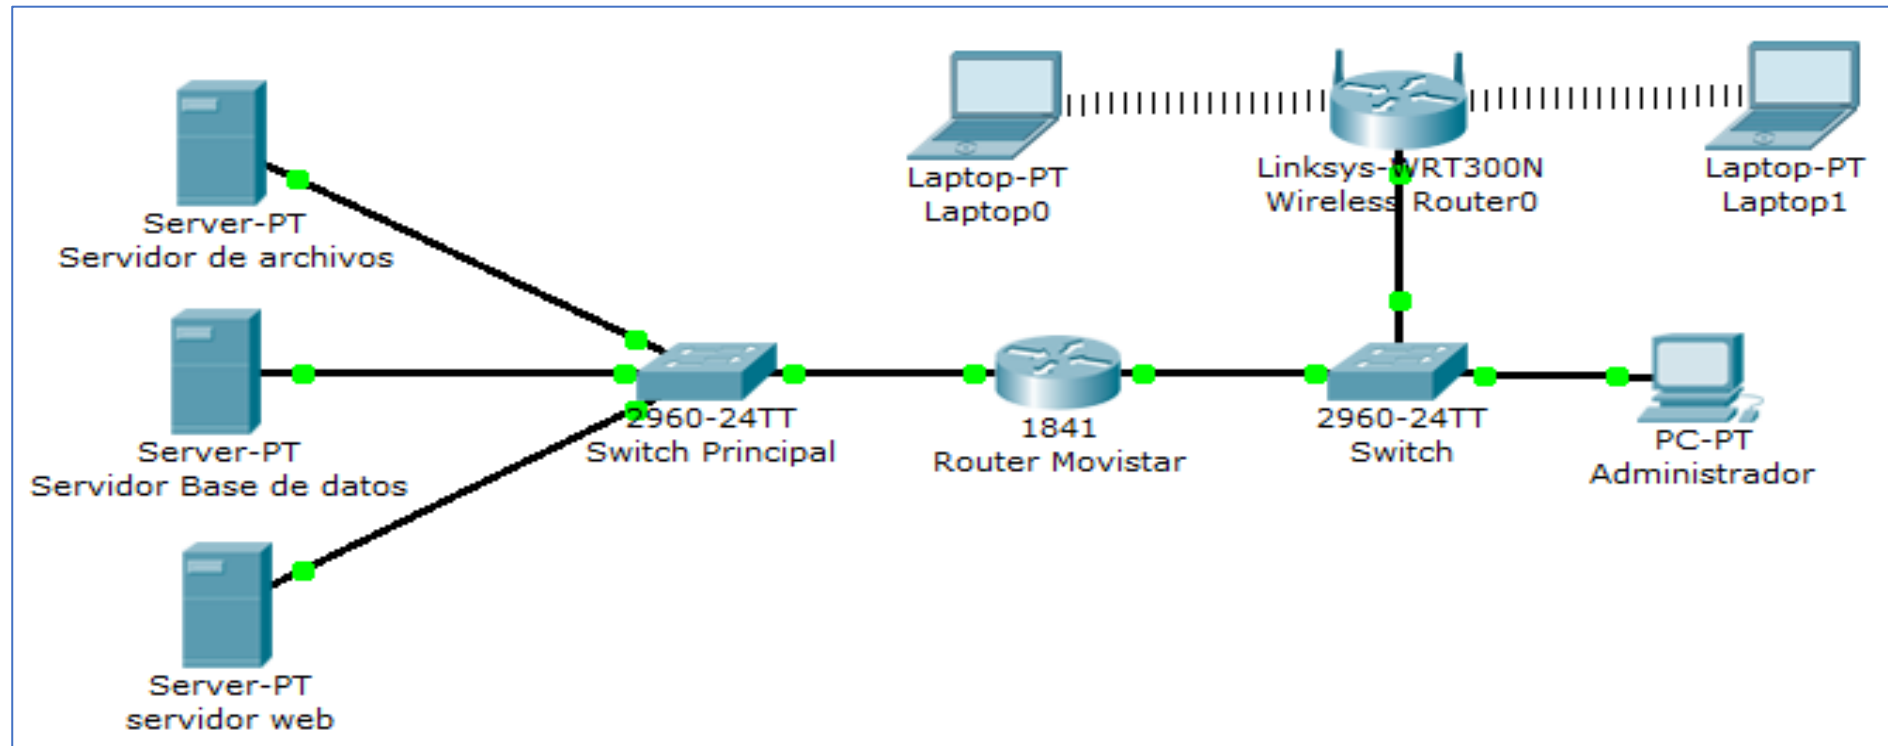 Server-PT
Servidor de archivos
Server-PT
Servidor Base de datos
Server-PT
servidor web
2960-24TT
Switch Principal
1841
Router Movistar
Laptop-PT
Laptop0
Linksys-WRT300N
Wireless Router0
Laptop-PT
Laptop1
2960-24TT
Switch
PC-PT
Administrador